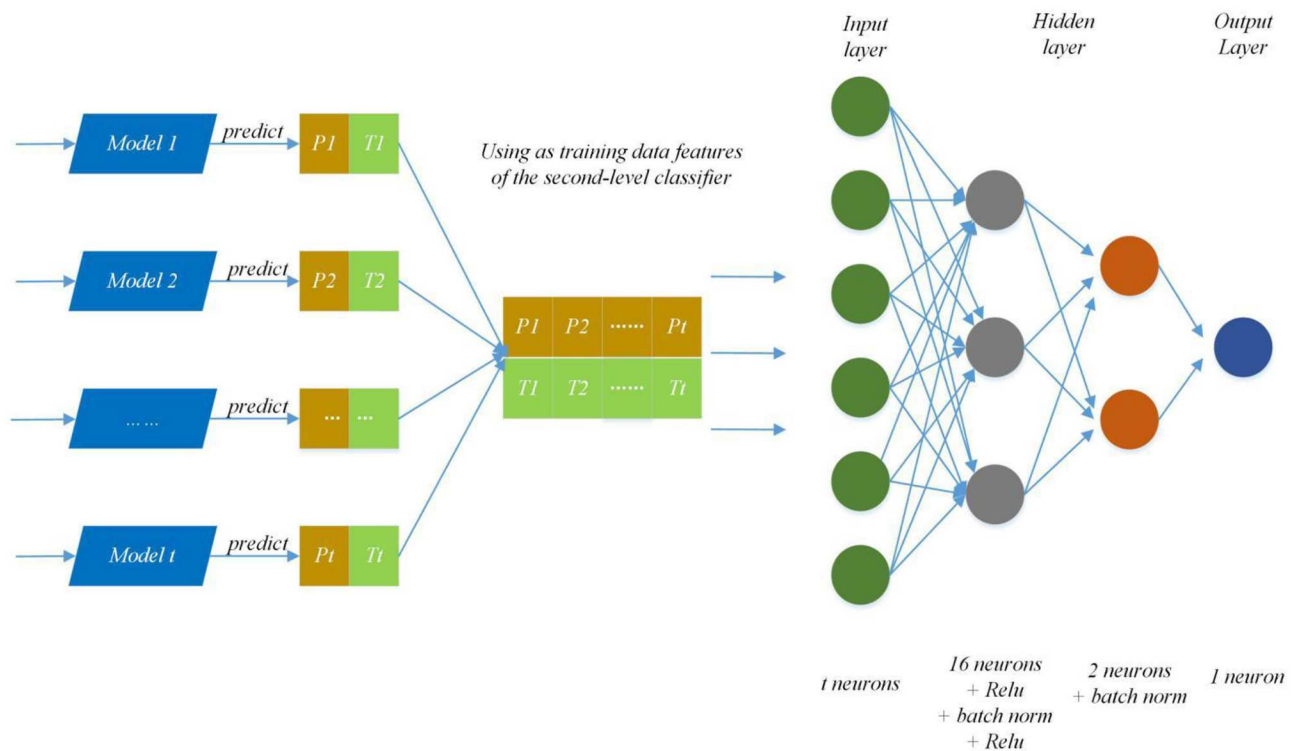 Input
layer
Hidden
layer
Output
Layer
Model 1
predict
P1 T1
Using as training data features
of the second-level classifier
Model 2
predict
P2 T2
P1 P2 ...... Pt
T1 T2 ...... Tt
... ...
predict
... ...
Model t
predict
Pt Tt
t neurons
16 neurons
+ Relu
+ batch norm
+ Relu
2 neurons
+ batch norm
1 neuron